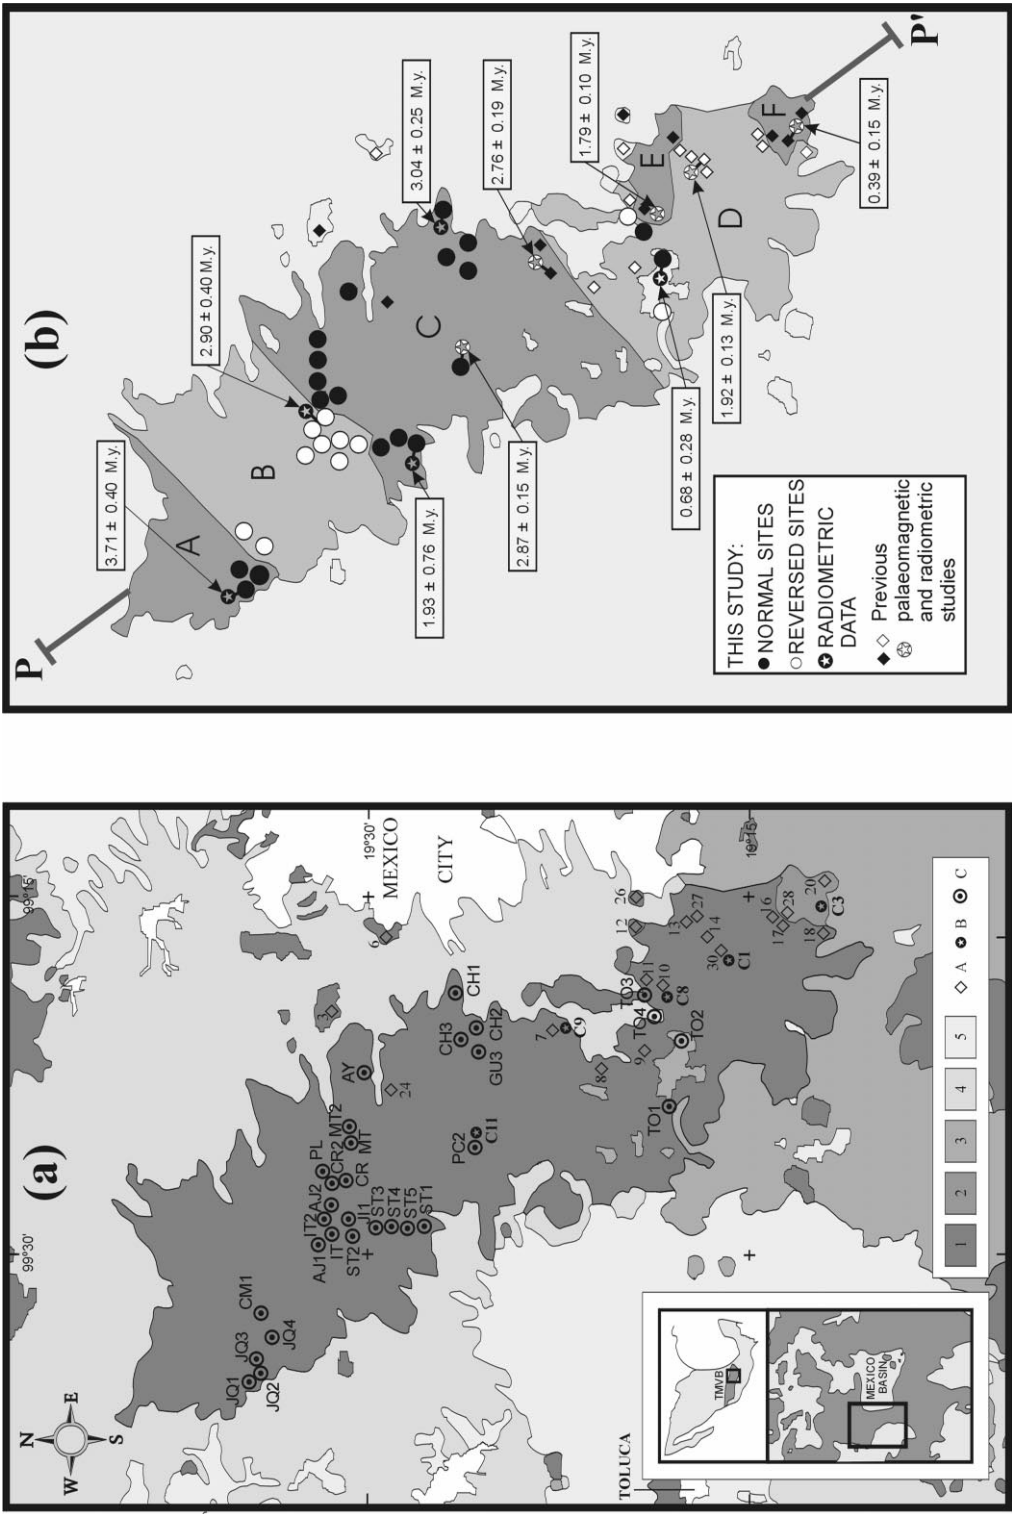 (a)
N
W
E
S
99°30'
99°15'
19°30'
19°15'
MEXICO
CITY
TOLUCA
JQ1
JQ3
JQ2
JQ4
CM1
AJ1
IT2
AJ2
PL
IT
CR2
MT2
ST2
JI1
CR
MT
ST3
ST4
ST5
ST1
AY
3
6
24
CH3
CH1
CH2
GU3
PC2
C11
7
C9
8
9
TO4
TO3
11
10
C8
TO2
TO1
12
26
13
27
14
30
C1
16
17
28
18
20
C3
TMVB
MEXICO
BASIN
1
2
3
4
5
A
B
C
(b)
P
P'
A
B
C
D
E
F
3.71 ± 0.40 M.y.
2.90 ± 0.40 M.y.
3.04 ± 0.25 M.y.
2.76 ± 0.19 M.y.
1.79 ± 0.10 M.y.
1.93 ± 0.76 M.y.
2.87 ± 0.15 M.y.
0.68 ± 0.28 M.y.
1.92 ± 0.13 M.y.
0.39 ± 0.15 M.y.
THIS STUDY:
NORMAL SITES
REVERSED SITES
RADIOMETRIC
DATA
Previous
palaeomagnetic
and radiometric
studies